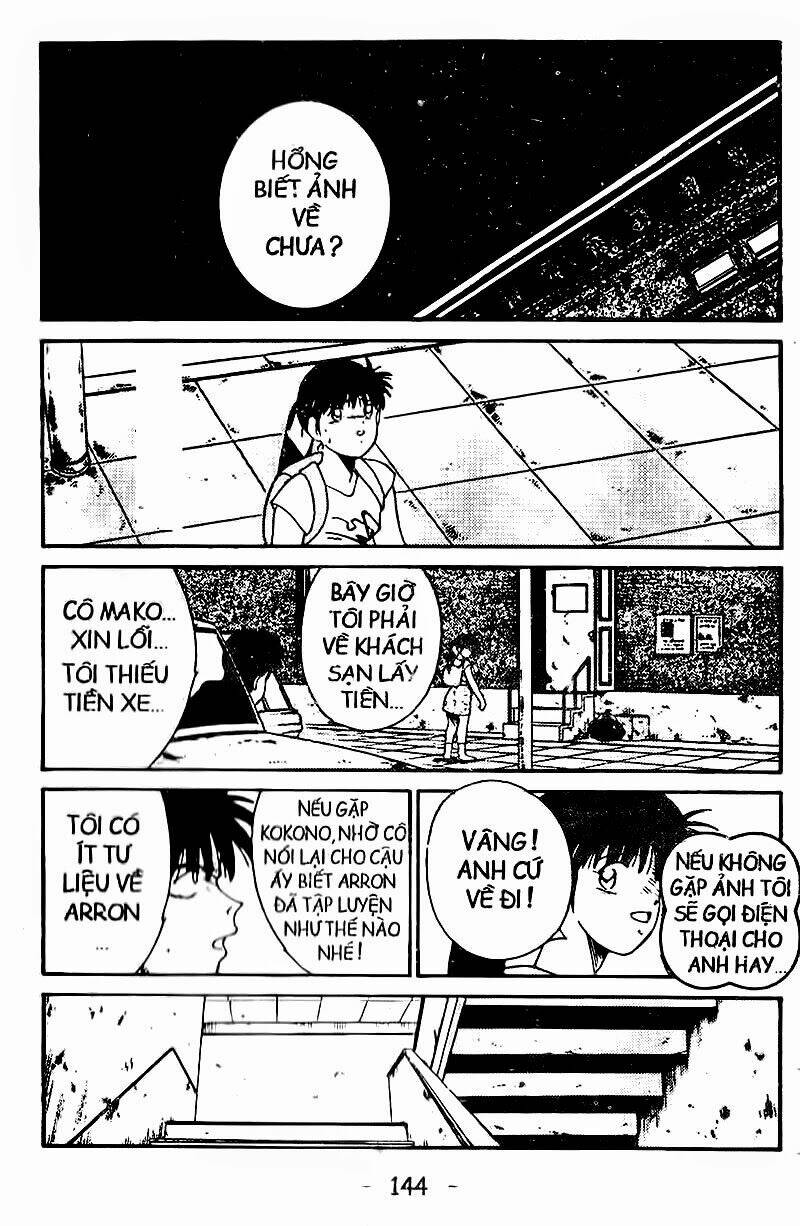 HỔNG
BIẾT ẢNH
VỀ
CHƯA?
CÔ MAKO...
XIN LỖI...
TÔI THIẾU
TIỀN XE...
BÂY GIỜ
TÔI PHẢI
VỀ KHÁCH
SẠN LẤY
TIỀN...
TÔI CÓ
ÍT TƯ
LIỆU VỀ
ARRON
...
NẾU GẶP
KOKONO, NHỜ CÔ
NÓI LẠI CHO CẬU
ẤY BIẾT ARRON
ĐÃ TẬP LUYỆN
NHƯ THẾ NÀO
NHÉ!
VÂNG!
ANH CỨ
VỀ ĐI!
NẾU KHÔNG
GẶP ẢNH TÔI
SẼ GỌI ĐIỆN
THOẠI CHO
ANH HAY...
- 144 -